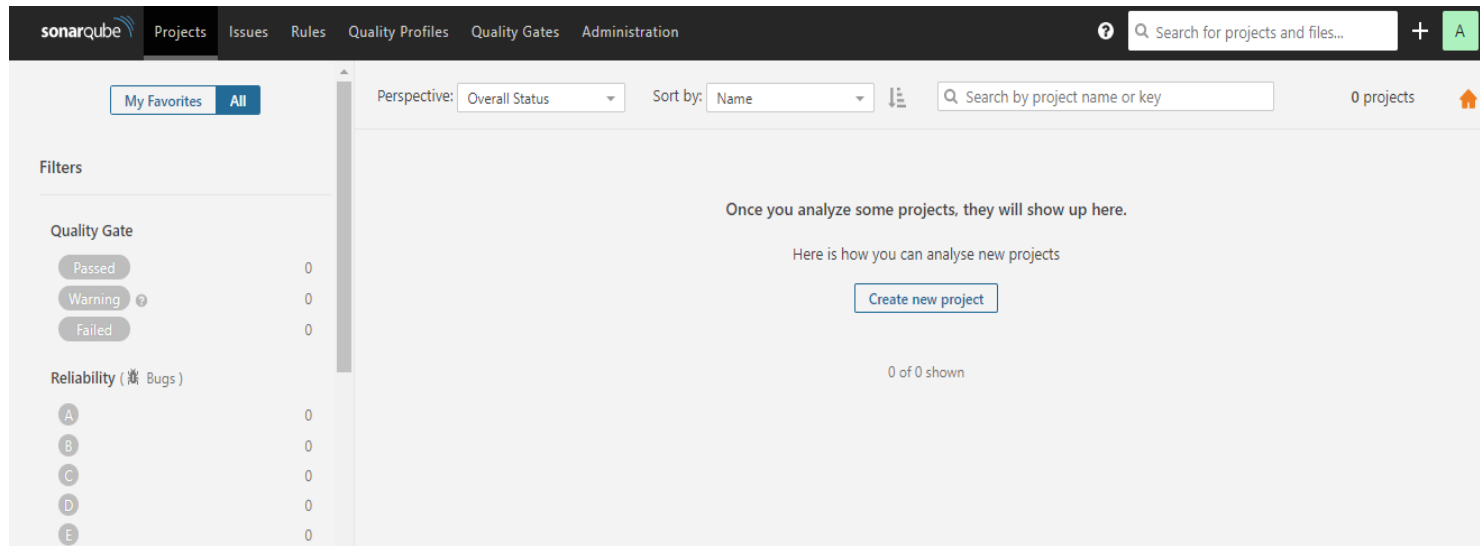 sonarqube Projects Issues Rules Quality Profiles Quality Gates Administration ? Search for projects and files... + A
My Favorites All
Perspective: Overall Status Sort by: Name Search by project name or key 0 projects
Filters
Once you analyze some projects, they will show up here.
Quality Gate
Here is how you can analyse new projects
Passed 0
Warning ? 0
Create new project
Failed 0
Reliability ( Bugs )
0 of 0 shown
A 0
B 0
C 0
D 0
E 0